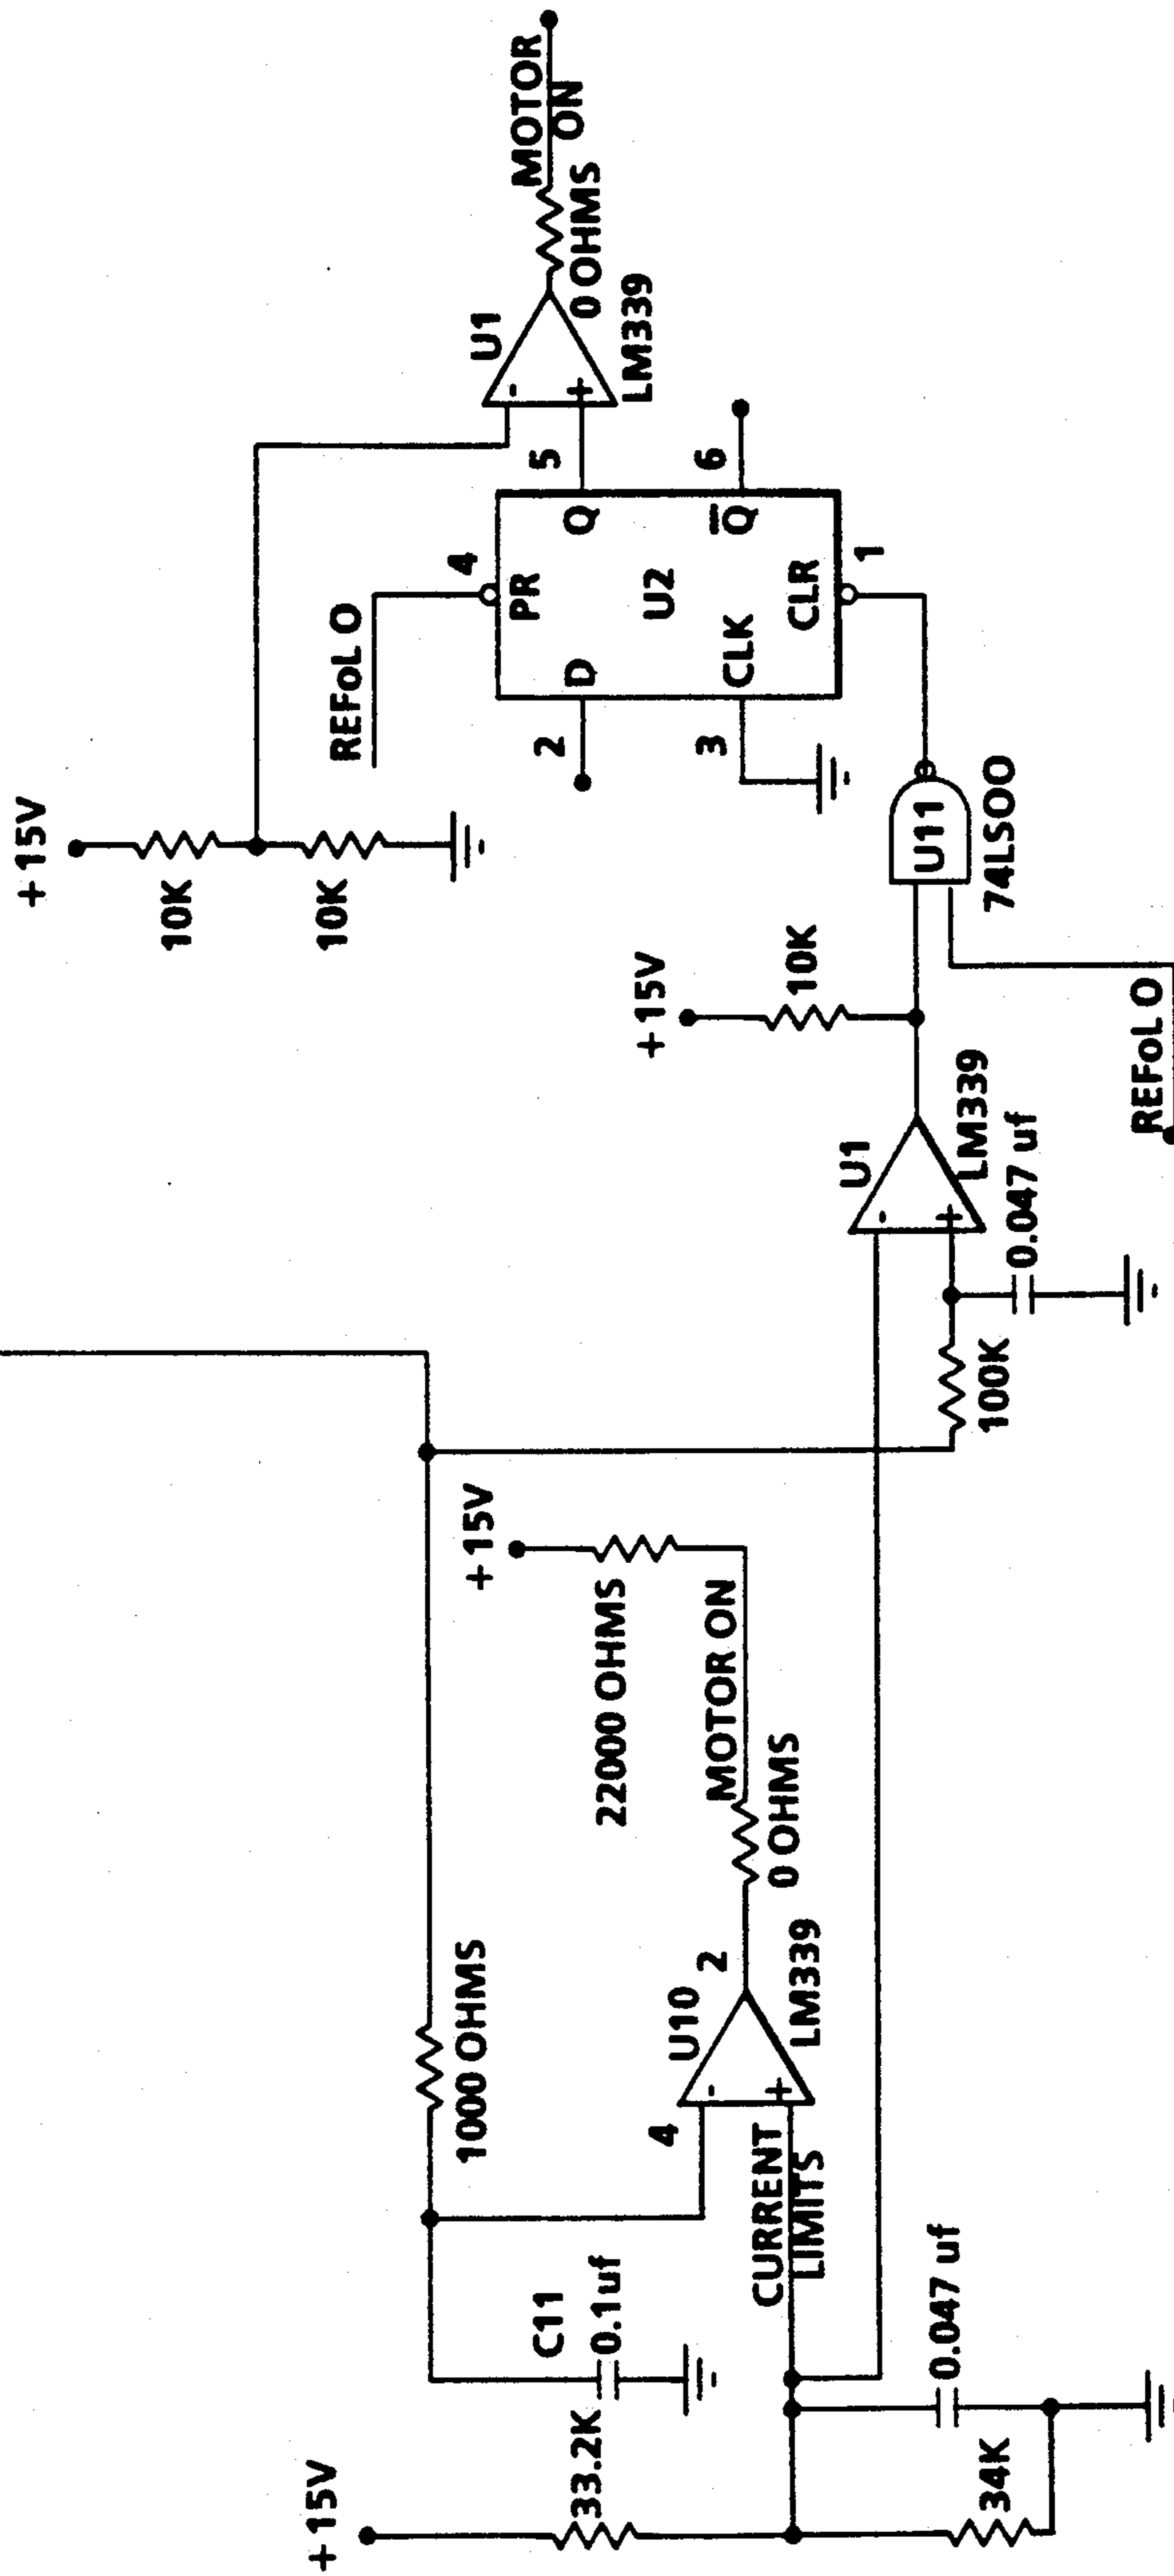 +15V
33.2K
34K
0.047 uf
C11
0.1uf
CURRENT
LIMITS
1000 OHMS
U10
4
-
+
2
LM339
0 OHMS
MOTOR ON
22000 OHMS
+15V
100K
0.047 uf
U1
-
+
LM339
+15V
10K
REFoL O
U11
74LSOO
+15V
10K
10K
REFoL O
4
PR
2
D
Q
5
U2
3
CLK
Q
6
CLR
1
U1
-
+
LM339
0 OHMS
MOTOR
ON